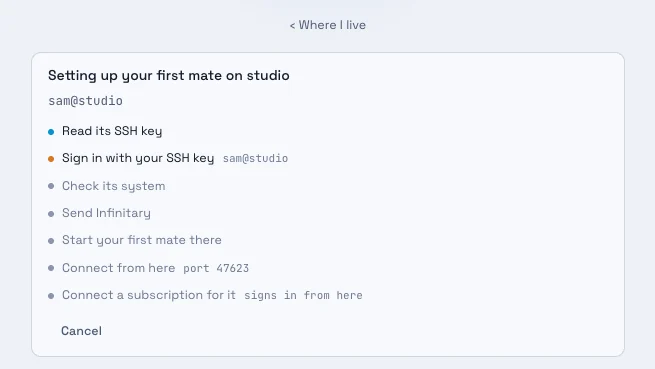 ‹ Where I live
Setting up your first mate on studio
sam@studio
Read its SSH key
Sign in with your SSH key sam@studio
Check its system
Send Infinitary
Start your first mate there
Connect from here port 47623
Connect a subscription for it signs in from here
Cancel